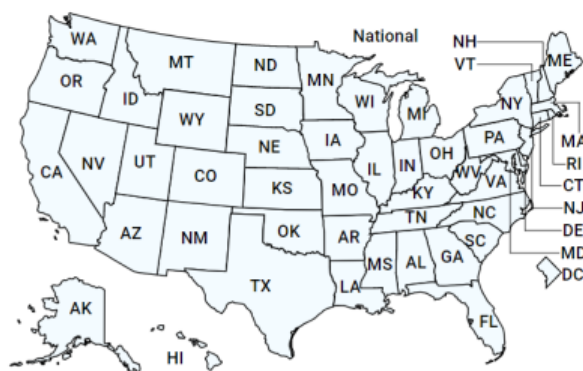 National
WA
MT
ND
MN
NH
VT
ME
OR
ID
SD
WI
MI
NY
WY
IA
NE
PA
MA
NV
UT
CO
IL
IN
OH
RI
CA
KS
MO
WV
VA
CT
KY
NJ
AZ
NM
OK
AR
TN
NC
DE
SC
MD
TX
LA
MS
AL
GA
DC
AK
HI
FL